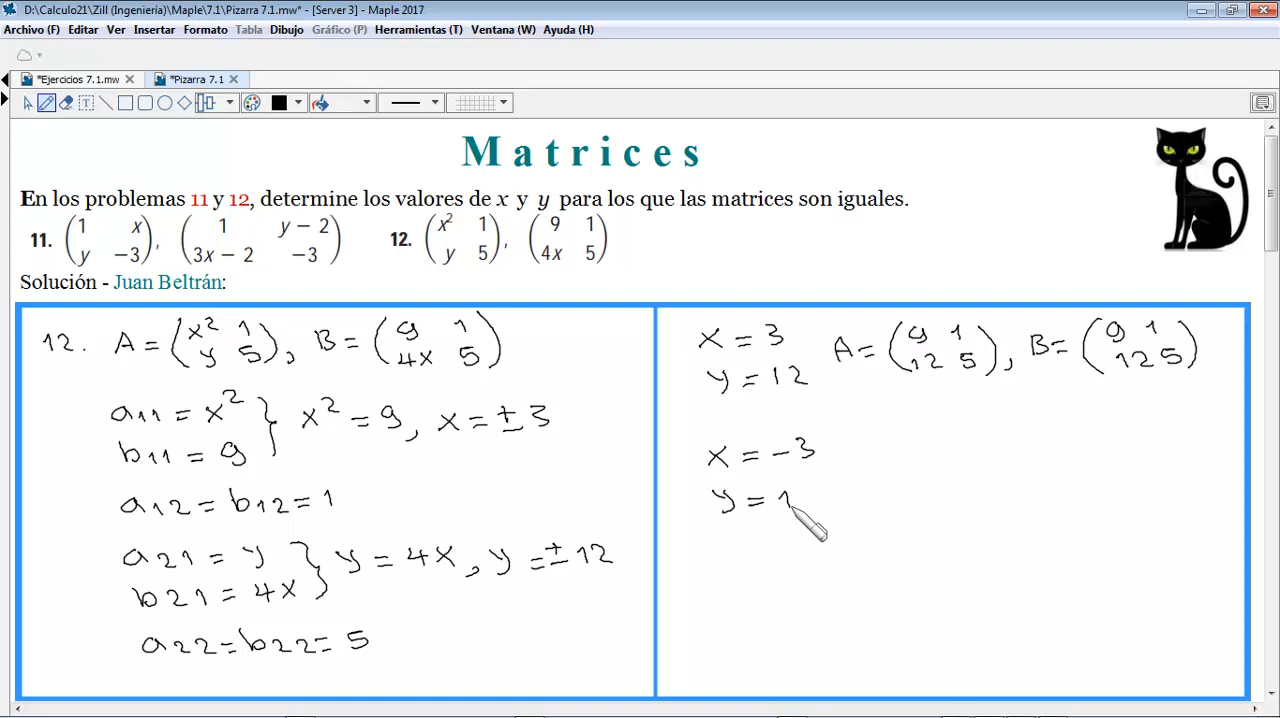 D:\Calculo21\Zill (Ingeniería)\Maple\7.1\Pizarra 7.1.mw* - [Server 3] - Maple 2017
Archivo (F) Editar Ver Insertar Formato Tabla Dibujo Gráfico (P) Herramientas (T) Ventana (W) Ayuda (H)
*Ejercicios 7.1.mw *Pizarra 7.1
T
Matrices
En los problemas 11 y 12, determine los valores de x y y para los que las matrices son iguales.
11. (1 x / y −3), (1 y − 2 / 3x − 2 −3) 12. (x² 1 / y 5), (9 1 / 4x 5)
Solución - Juan Beltrán:
12. A = (x² 1 / y 5), B = (9 1 / 4x 5)
a11 = x² } x² = 9, x = ±3
b11 = 9
a12 = b12 = 1
a21 = y } y = 4x, y = ±12
b21 = 4x
a22 = b22 = 5
x = 3 A = (9 1 / 12 5), B = (9 1 / 12 5)
y = 12
x = −3
y = 1